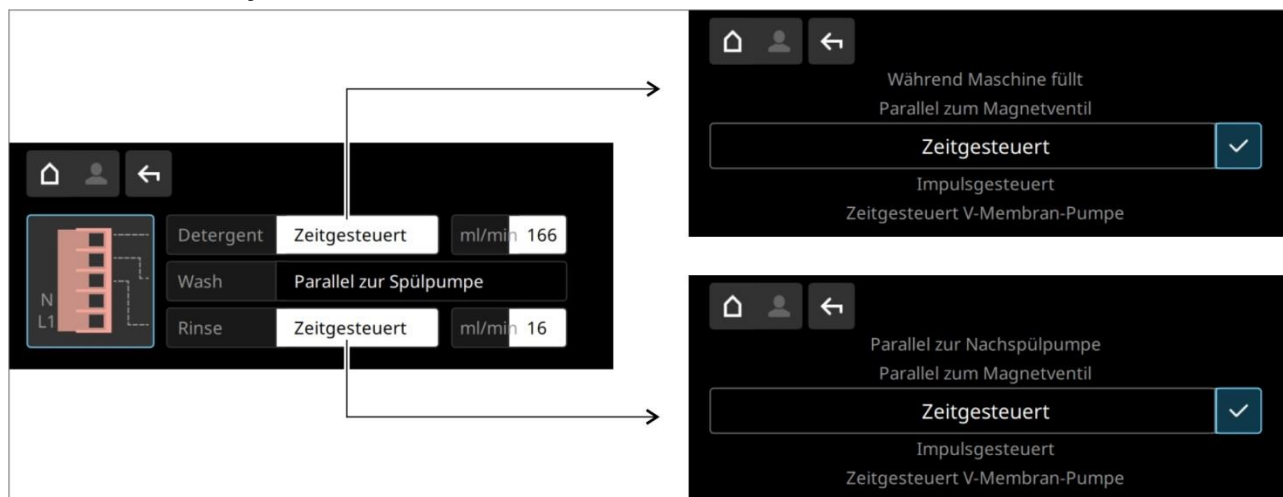 Während Maschine füllt
Parallel zum Magnetventil
Zeitgesteuert
Impulsgesteuert
Zeitgesteuert V-Membran-Pumpe
Detergent Zeitgesteuert ml/min 166
Wash Parallel zur Spülpumpe
N
L1
Rinse Zeitgesteuert ml/min 16
Parallel zur Nachspülpumpe
Parallel zum Magnetventil
Zeitgesteuert
Impulsgesteuert
Zeitgesteuert V-Membran-Pumpe